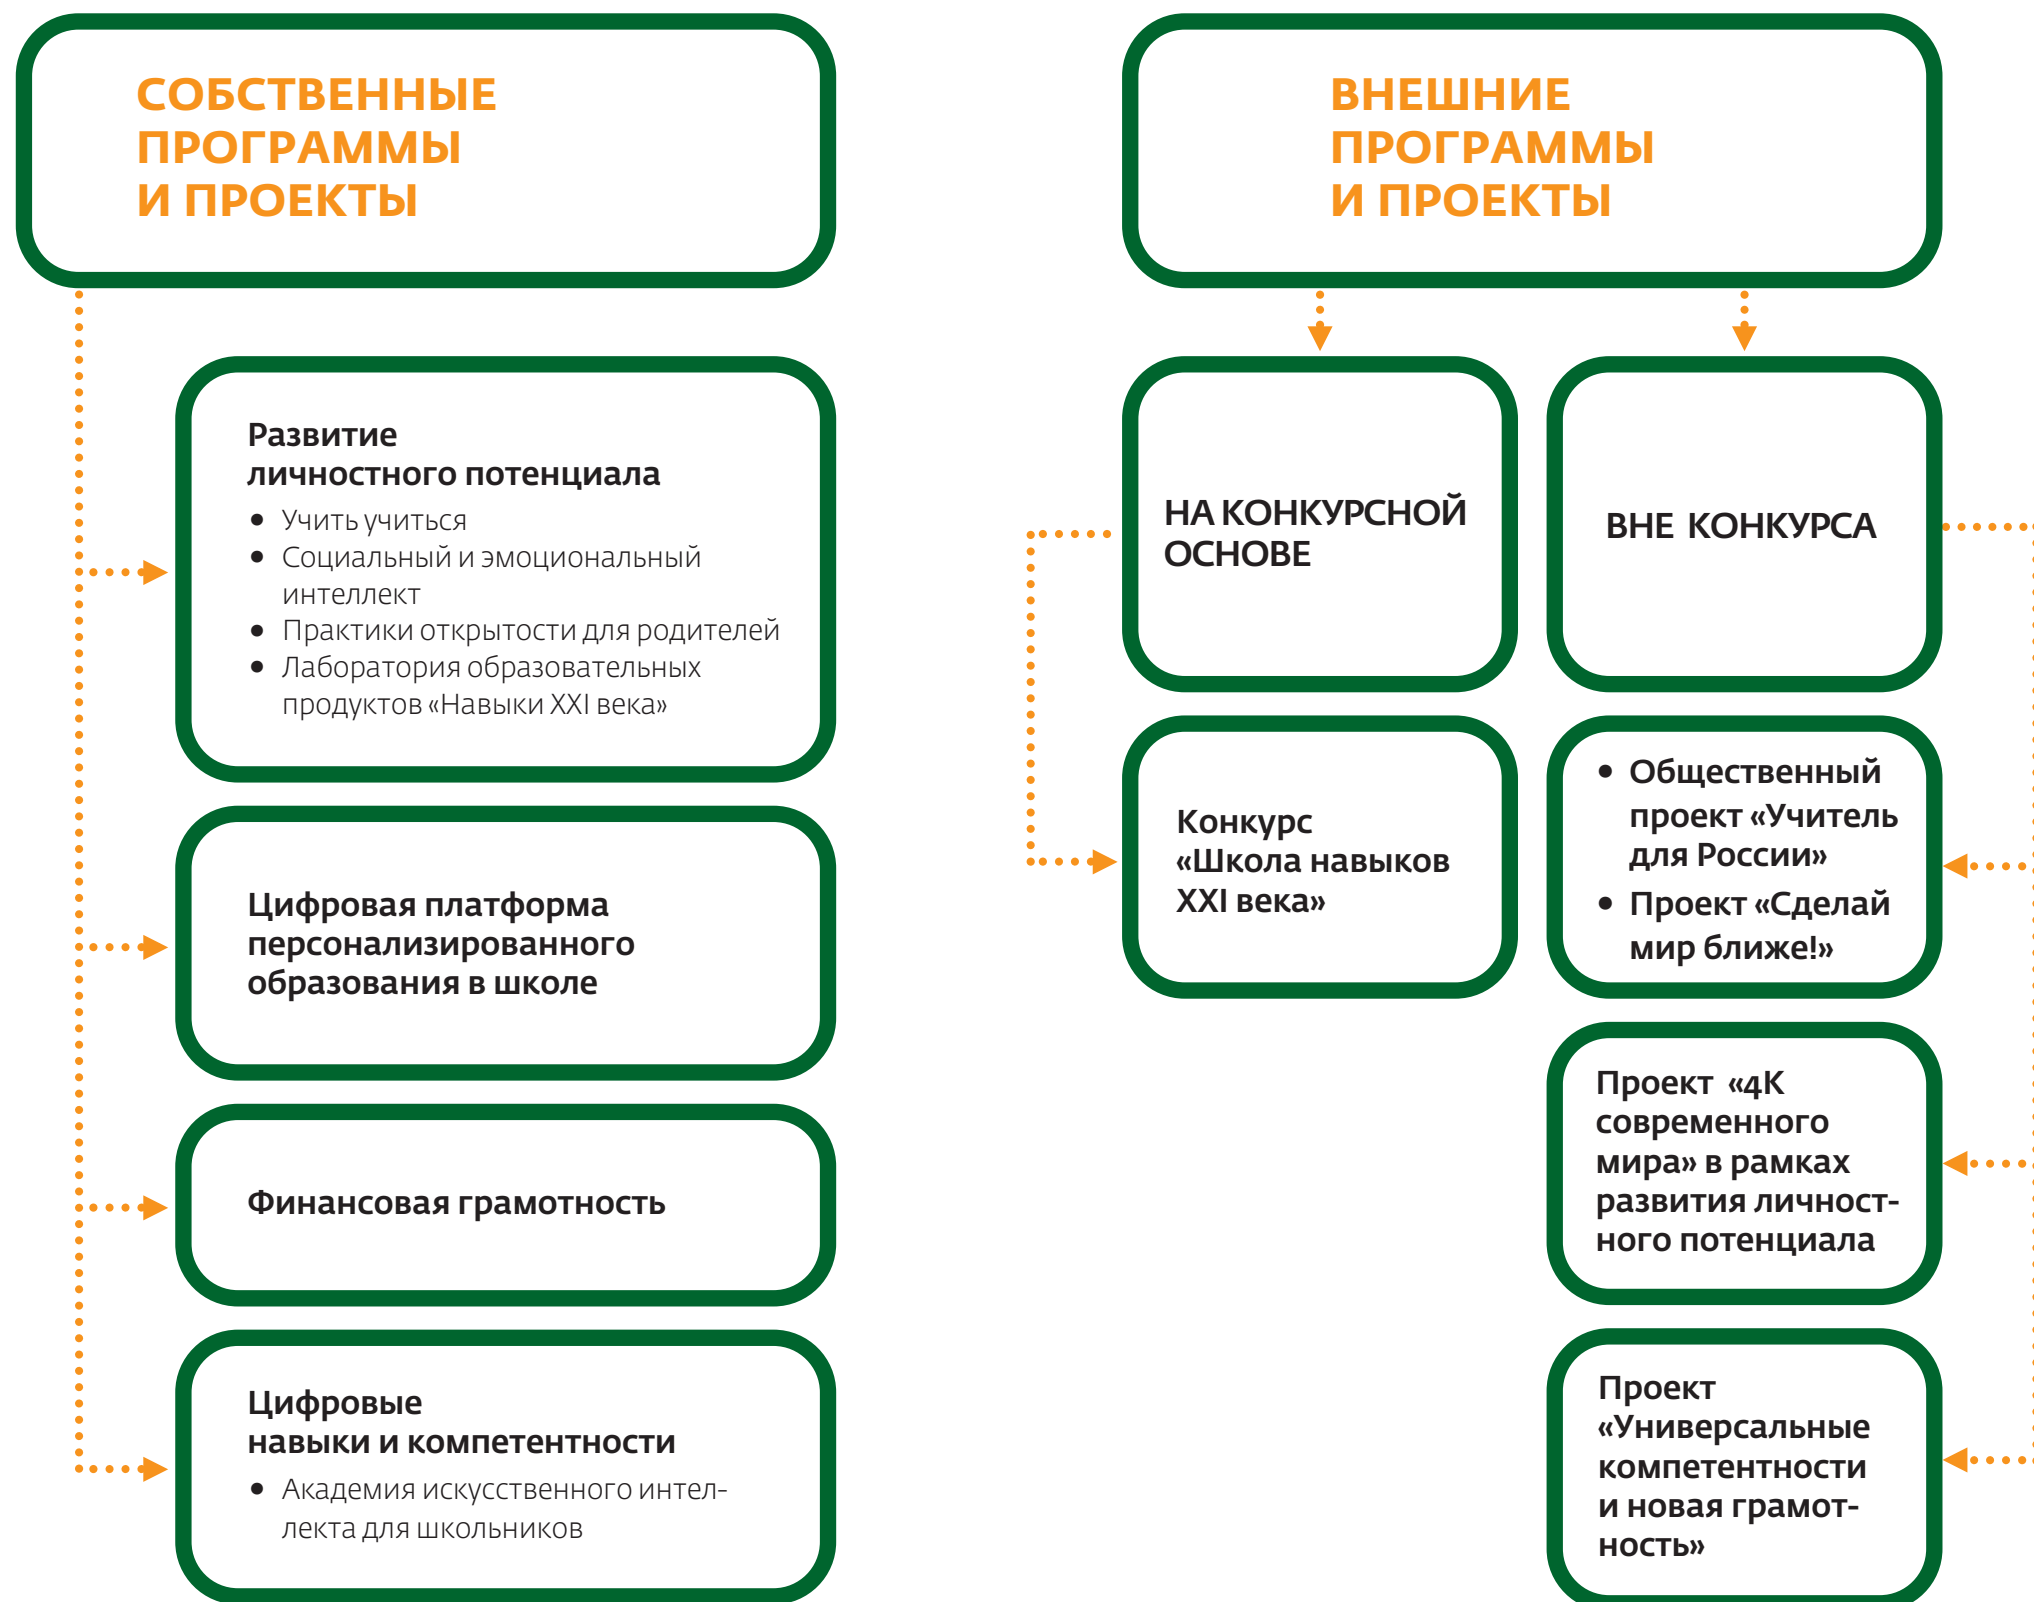 СОБСТВЕННЫЕ
ПРОГРАММЫ
И ПРОЕКТЫ
Развитие
личностного потенциала
• Учить учиться
• Социальный и эмоциональный
интеллект
• Практики открытости для родителей
• Лаборатория образовательных
продуктов «Навыки XXI века»
Цифровая платформа
персонализированного
образования в школе
Финансовая грамотность
Цифровые
навыки и компетентности
• Академия искусственного интел-
лекта для школьников
ВНЕШНИЕ
ПРОГРАММЫ
И ПРОЕКТЫ
НА КОНКУРСНОЙ
ОСНОВЕ
Конкурс
«Школа навыков
XXI века»
ВНЕ КОНКУРСА
• Общественный
проект «Учитель
для России»
• Проект «Сделай
мир ближе!»
Проект «4К
современного
мира» в рамках
развития личност-
ного потенциала
Проект
«Универсальные
компетентности
и новая грамот-
ность»